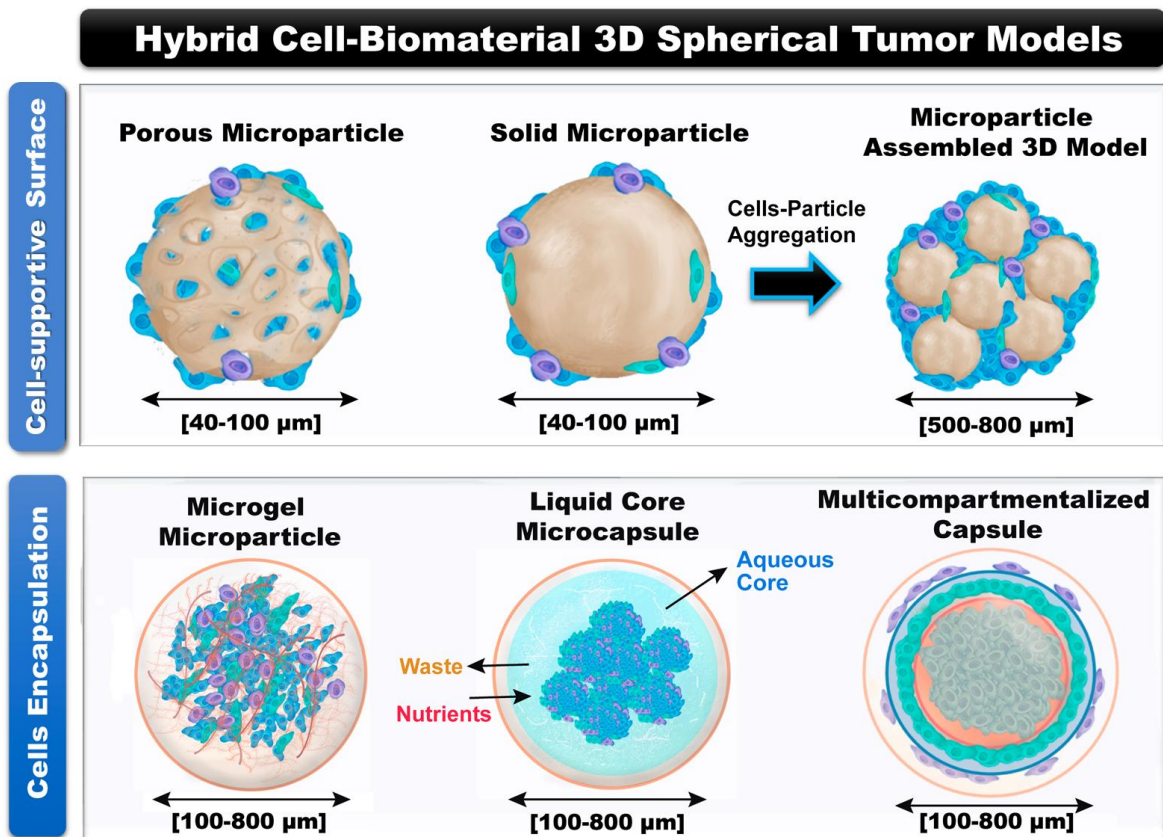 Hybrid Cell-Biomaterial 3D Spherical Tumor Models
Cell-supportive Surface
Porous Microparticle
[40-100 µm]
Solid Microparticle
[40-100 µm]
Cells-Particle
Aggregation
Microparticle
Assembled 3D Model
[500-800 µm]
Cells Encapsulation
Microgel
Microparticle
[100-800 µm]
Liquid Core
Microcapsule
Aqueous
Core
Waste
Nutrients
[100-800 µm]
Multicompartmentalized
Capsule
[100-800 µm]